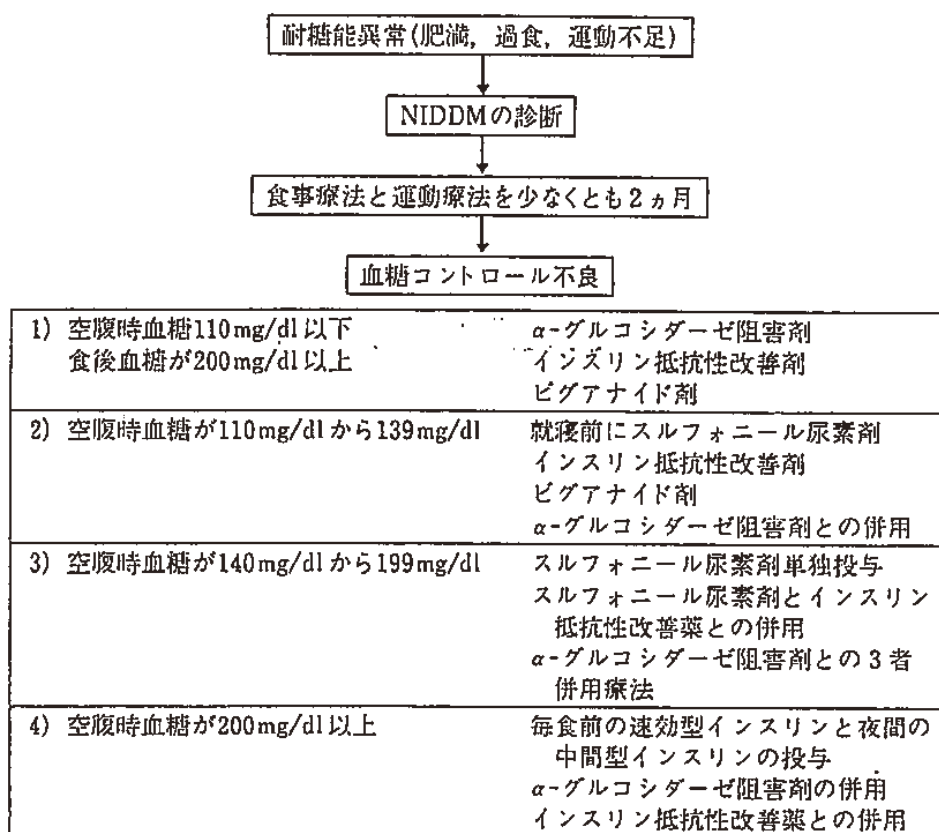 耐糖能異常(肥満, 過食, 運動不足)
NIDDMの診断
食事療法と運動療法を少なくとも2ヵ月
血糖コントロール不良
1) 空腹時血糖110mg/dl以下
食後血糖が200mg/dl以上
α-グルコシダーゼ阻害剤
インスリン抵抗性改善剤
ビグアナイド剤
2) 空腹時血糖が110mg/dlから139mg/dl
就寝前にスルフォニール尿素剤
インスリン抵抗性改善剤
ビグアナイド剤
α-グルコシダーゼ阻害剤との併用
3) 空腹時血糖が140mg/dlから199mg/dl
スルフォニール尿素剤単独投与
スルフォニール尿素剤とインスリン
抵抗性改善薬との併用
α-グルコシダーゼ阻害剤との3者
併用療法
4) 空腹時血糖が200mg/dl以上
毎食前の速効型インスリンと夜間の
中間型インスリンの投与
α-グルコシダーゼ阻害剤の併用
インスリン抵抗性改善薬との併用